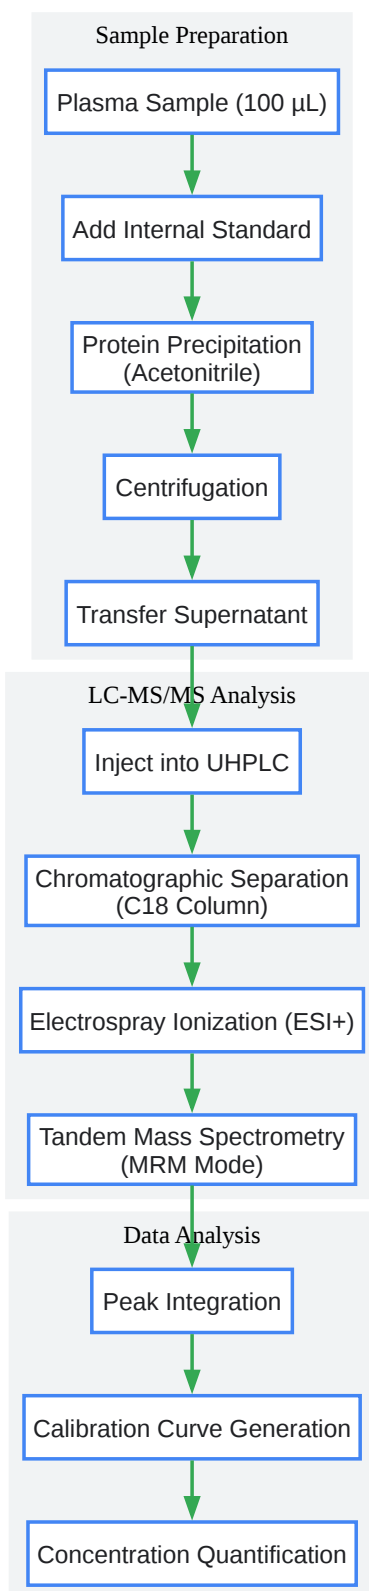 Sample Preparation
Plasma Sample (100 µL)
Add Internal Standard
Protein Precipitation
(Acetonitrile)
Centrifugation
Transfer Supernatant
LC-MS/MS Analysis
Inject into UHPLC
Chromatographic Separation
(C18 Column)
Electrospray Ionization (ESI+)
Tandem Mass Spectrometry
(MRM Mode)
Data Analysis
Peak Integration
Calibration Curve Generation
Concentration Quantification